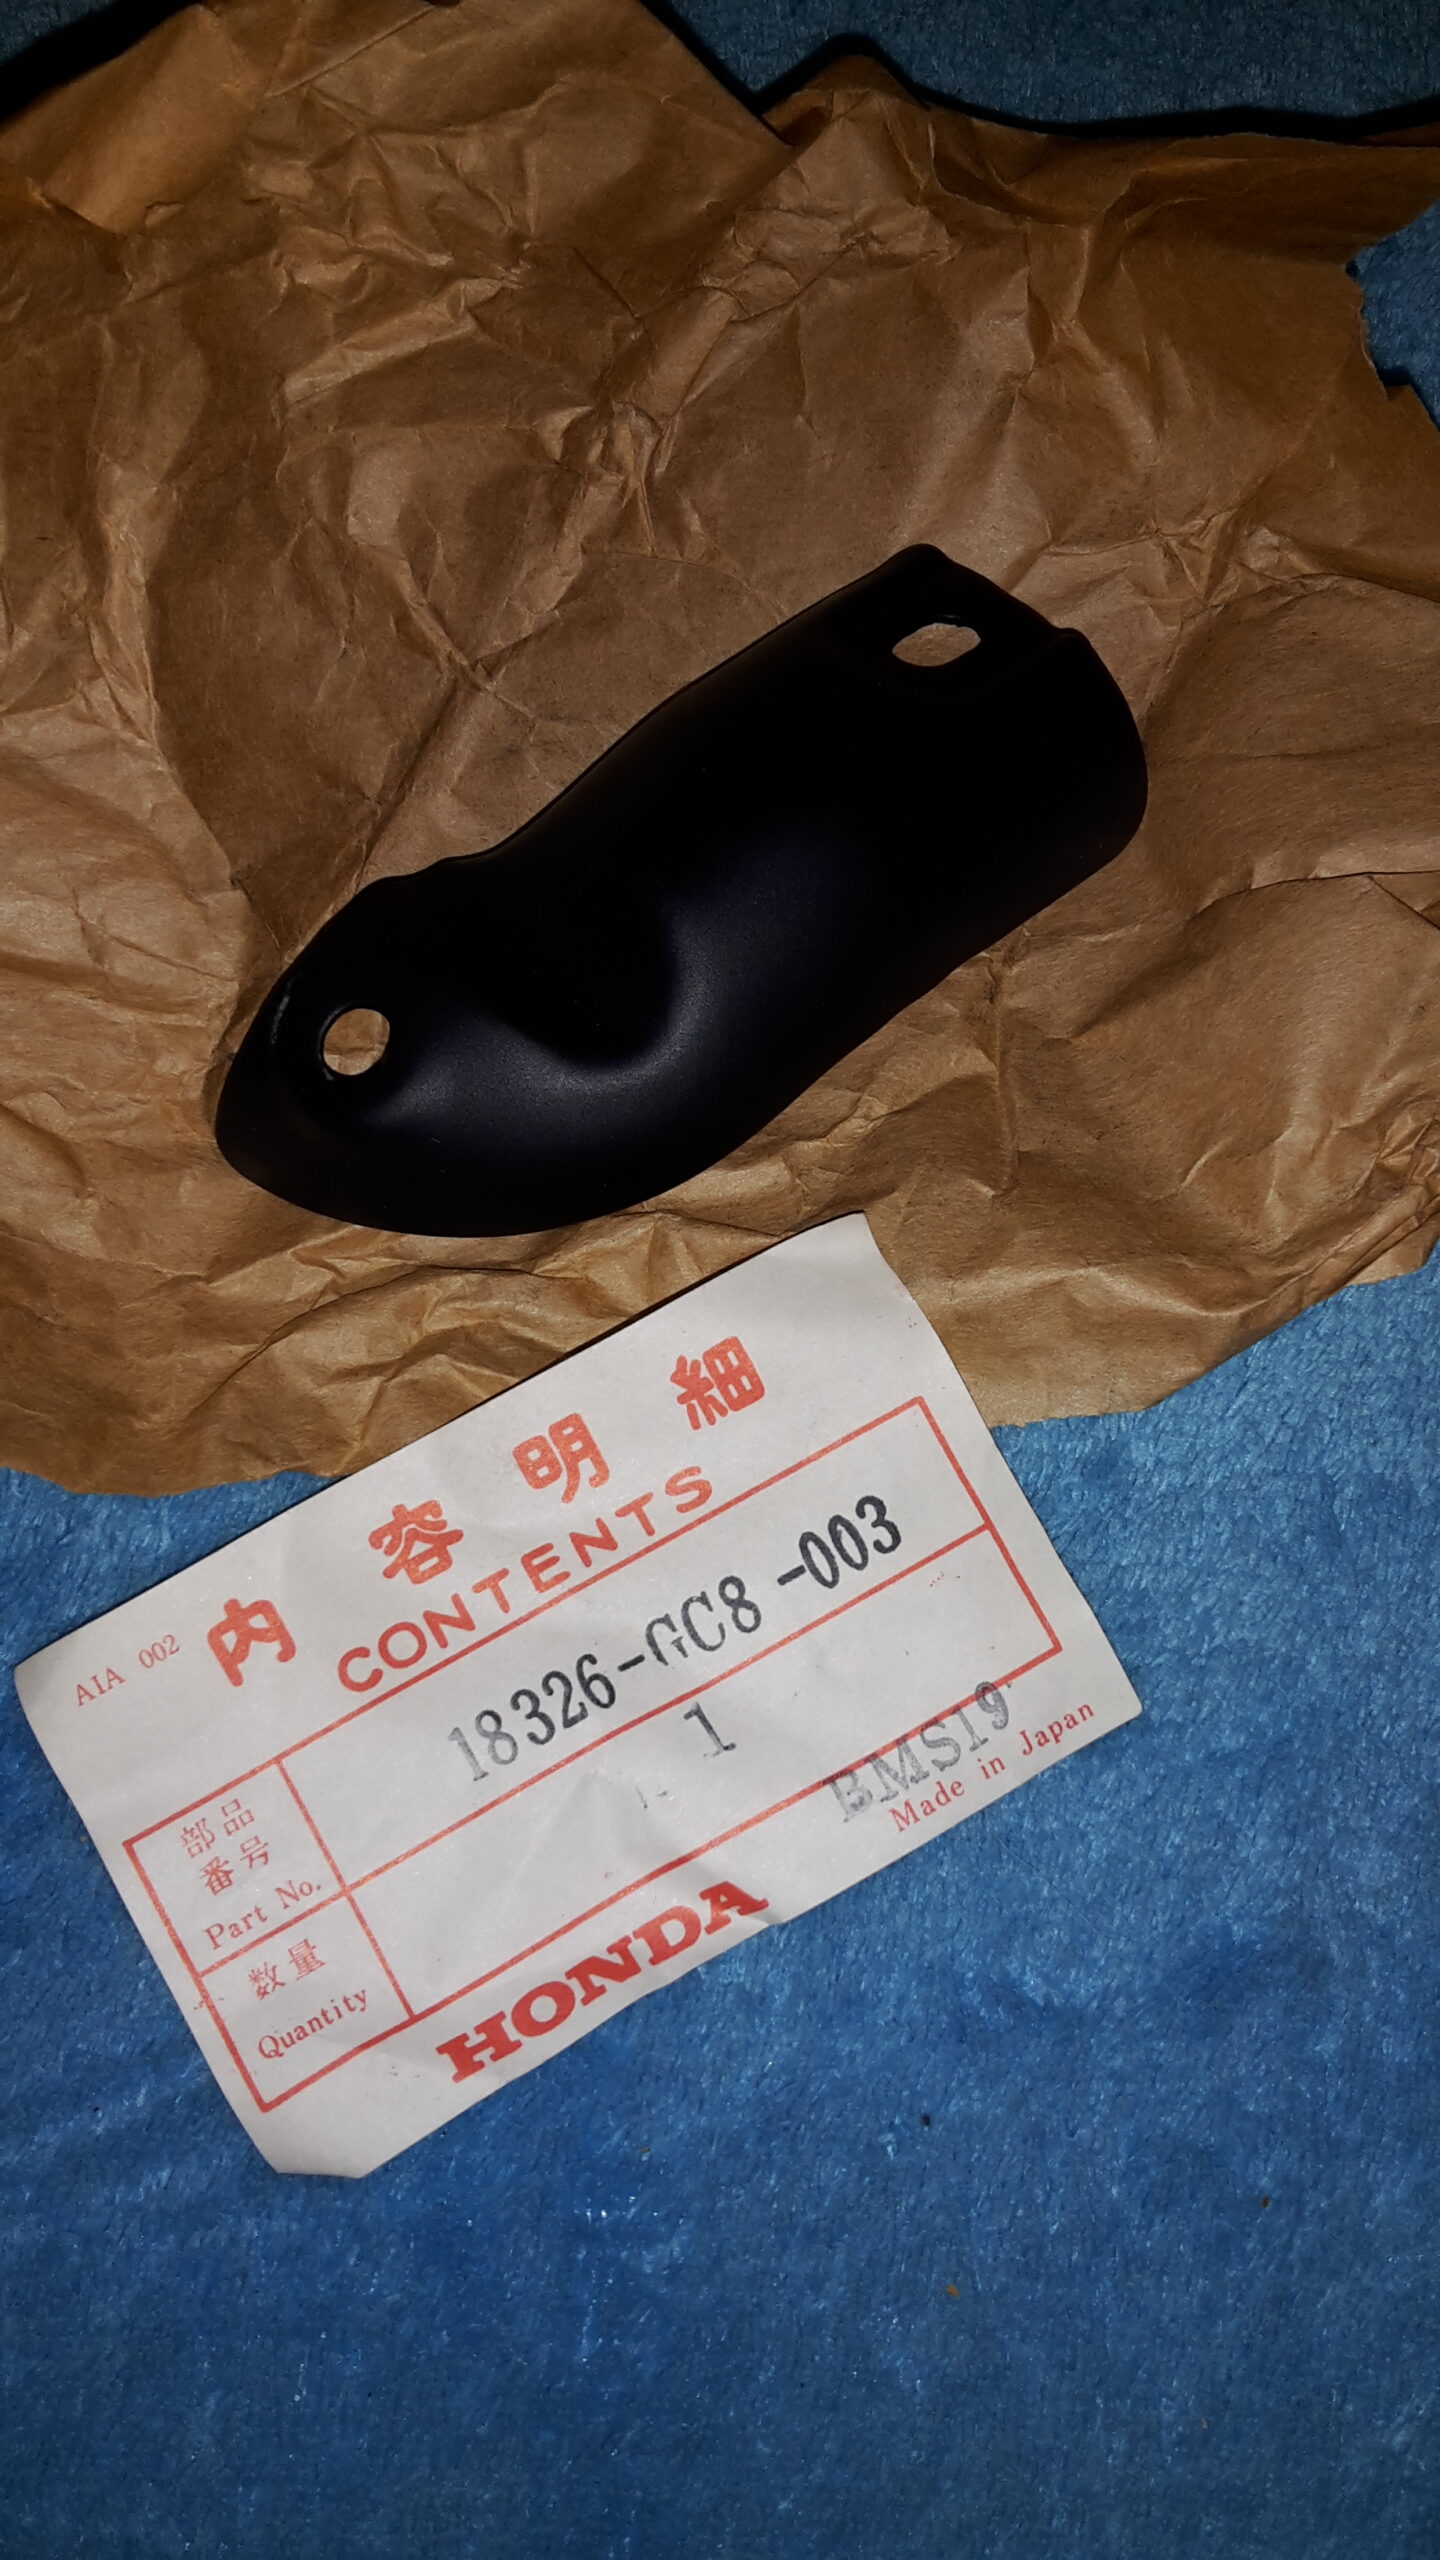 AIA 002
内容明細
CONTENTS
部品
番号
Part No.
18326-GC8-003
数量
Quantity
1
BMS19
Made in Japan
HONDA